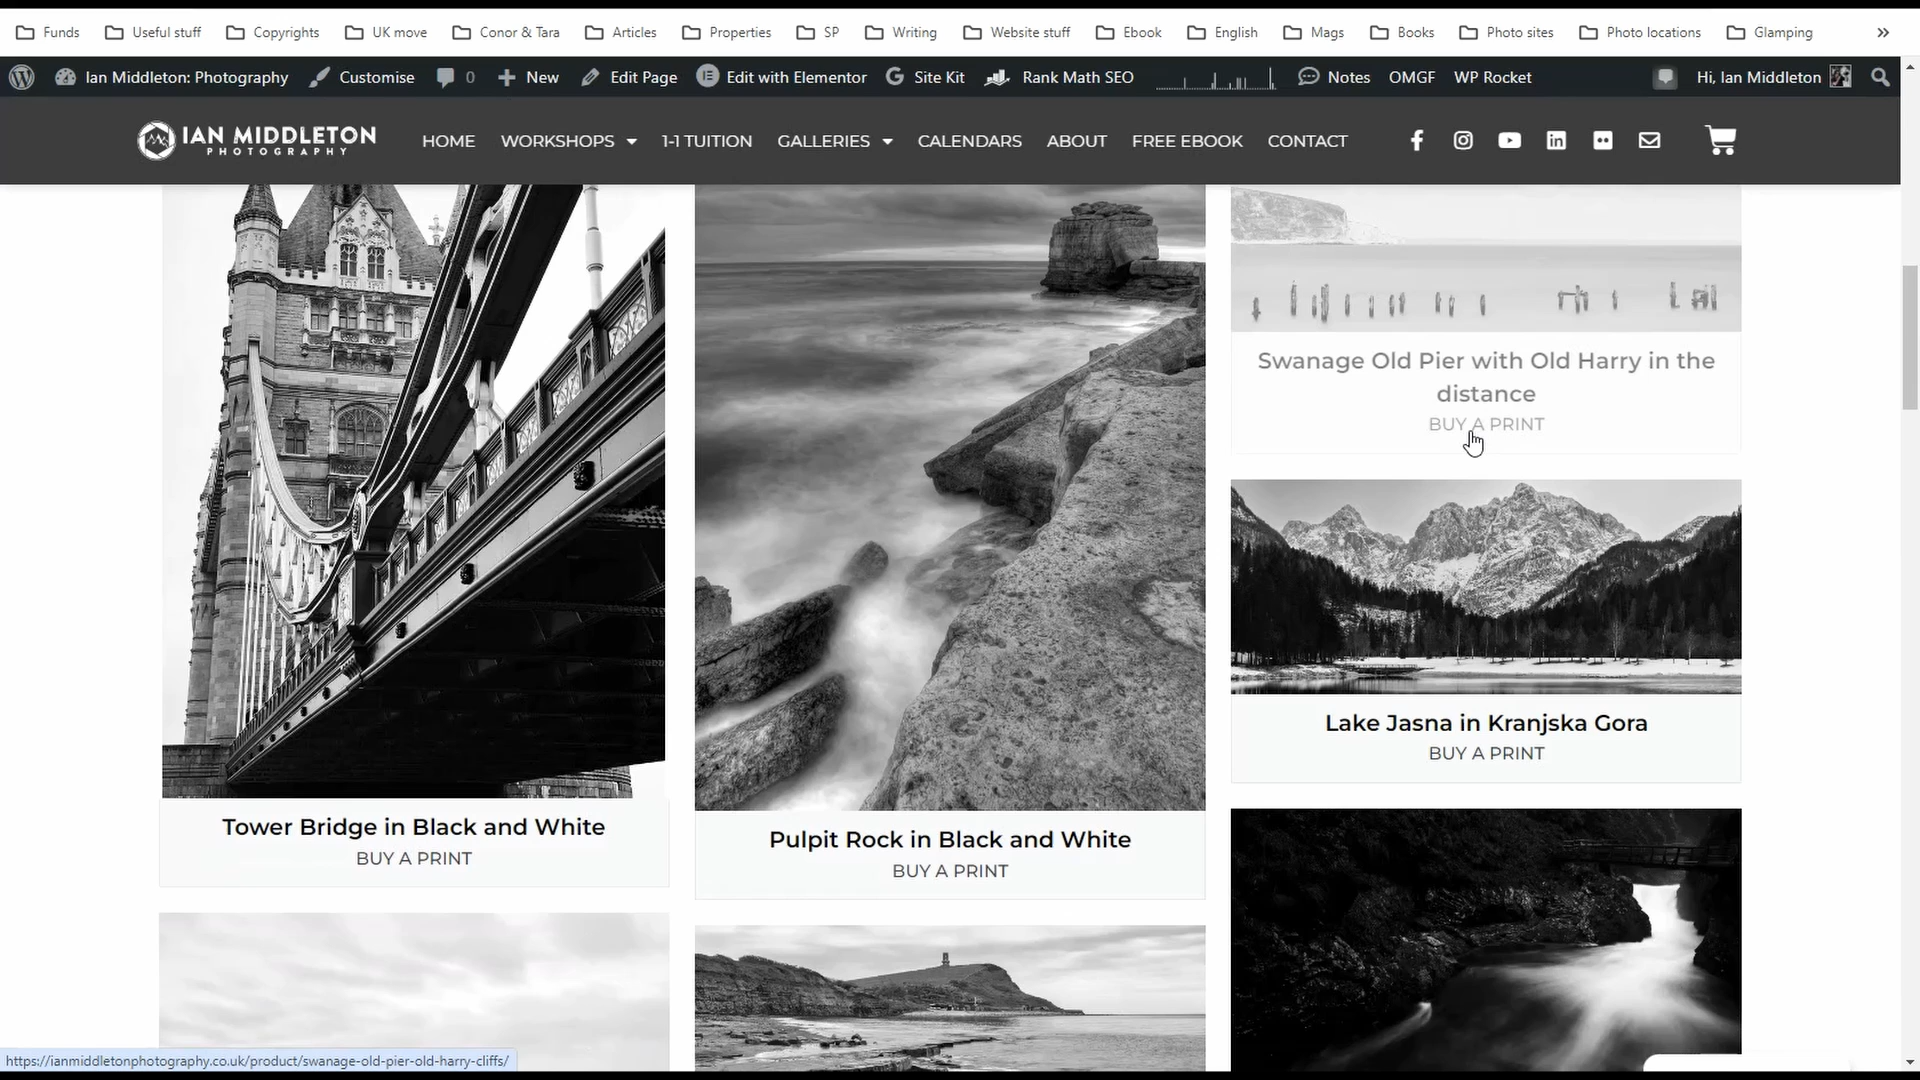 Funds Useful stuff Copyrights UK move Conor & Tara Articles Properties SP Writing Website stuff Ebook English Mags Books Photo sites Photo locations Glamping »
Ian Middleton: Photography Customise 0 New Edit Page Edit with Elementor Site Kit Rank Math SEO Notes OMGF WP Rocket Hi, Ian Middleton
IAN MIDDLETON
PHOTOGRAPHY
HOME WORKSHOPS 1-1 TUITION GALLERIES CALENDARS ABOUT FREE EBOOK CONTACT
Swanage Old Pier with Old Harry in the
distance
BUY A PRINT
Lake Jasna in Kranjska Gora
BUY A PRINT
Tower Bridge in Black and White
BUY A PRINT
Pulpit Rock in Black and White
BUY A PRINT
https://ianmiddletonphotography.co.uk/product/swanage-old-pier-old-harry-cliffs/